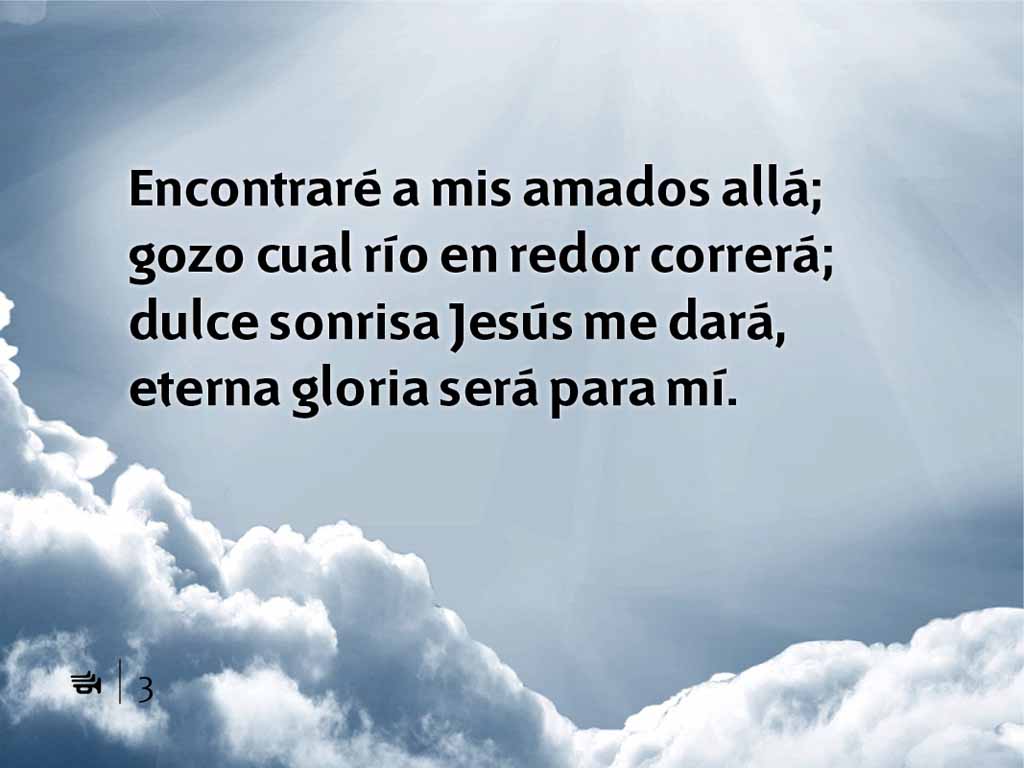 Encontraré a mis amados allá;
gozo cual río en redor correrá;
dulce sonrisa Jesús me dará,
eterna gloria será para mí.
3